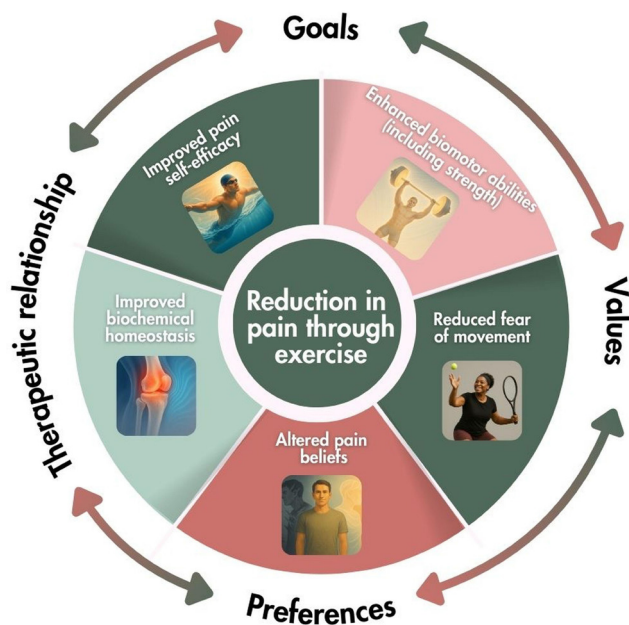 Goals
Improved pain
self-efficacy
Enhanced biomotor abilities
(including strength)
Therapeutic relationship
Improved
biochemical
homeostasis
Reduction in
pain through
exercise
Reduced fear
of movement
Values
Altered pain
beliefs
Preferences